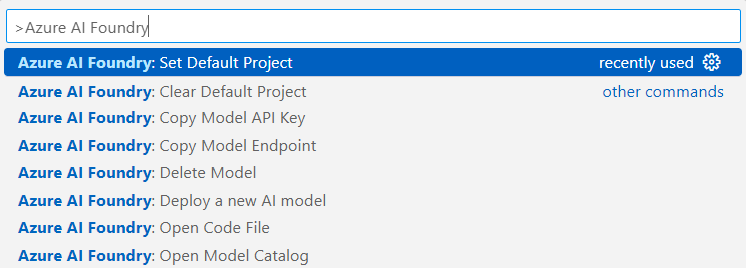 >Azure AI Foundry
Azure AI Foundry: Set Default Project recently used
Azure AI Foundry: Clear Default Project other commands
Azure AI Foundry: Copy Model API Key
Azure AI Foundry: Copy Model Endpoint
Azure AI Foundry: Delete Model
Azure AI Foundry: Deploy a new AI model
Azure AI Foundry: Open Code File
Azure AI Foundry: Open Model Catalog